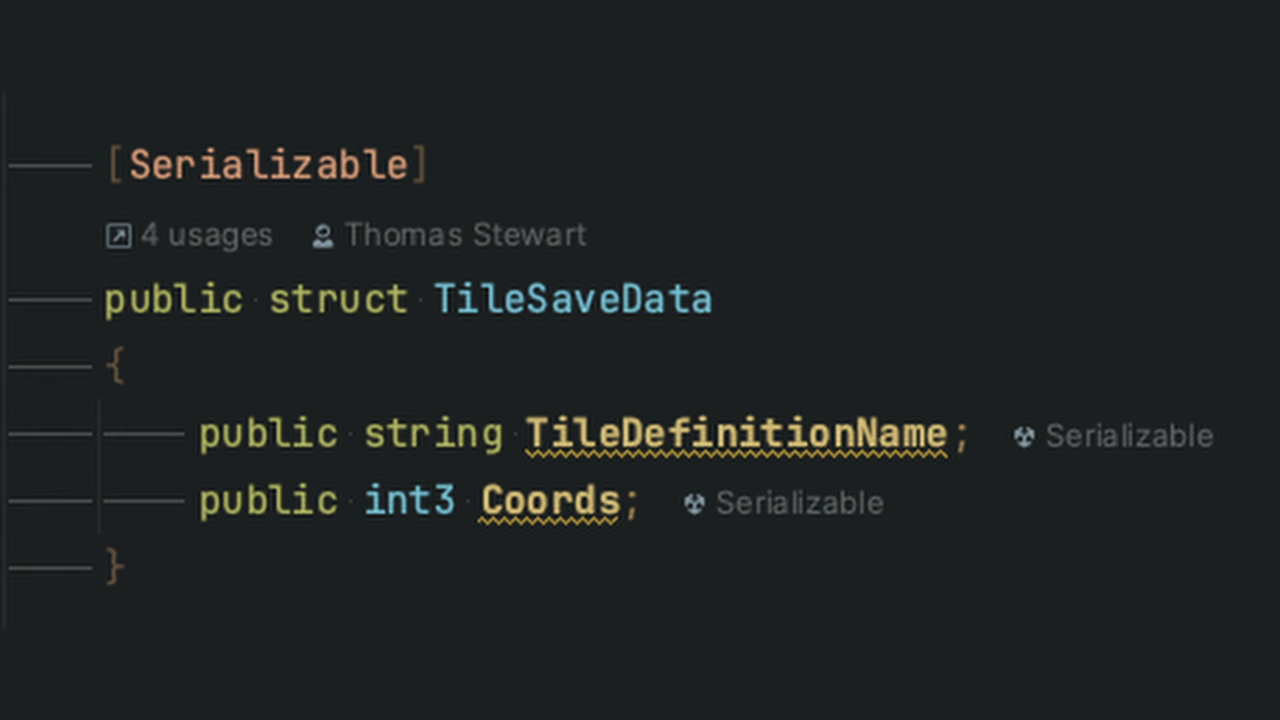 [Serializable]
4 usages Thomas Stewart
public struct TileSaveData
{
public string TileDefinitionName; Serializable
public int3 Coords; Serializable
}